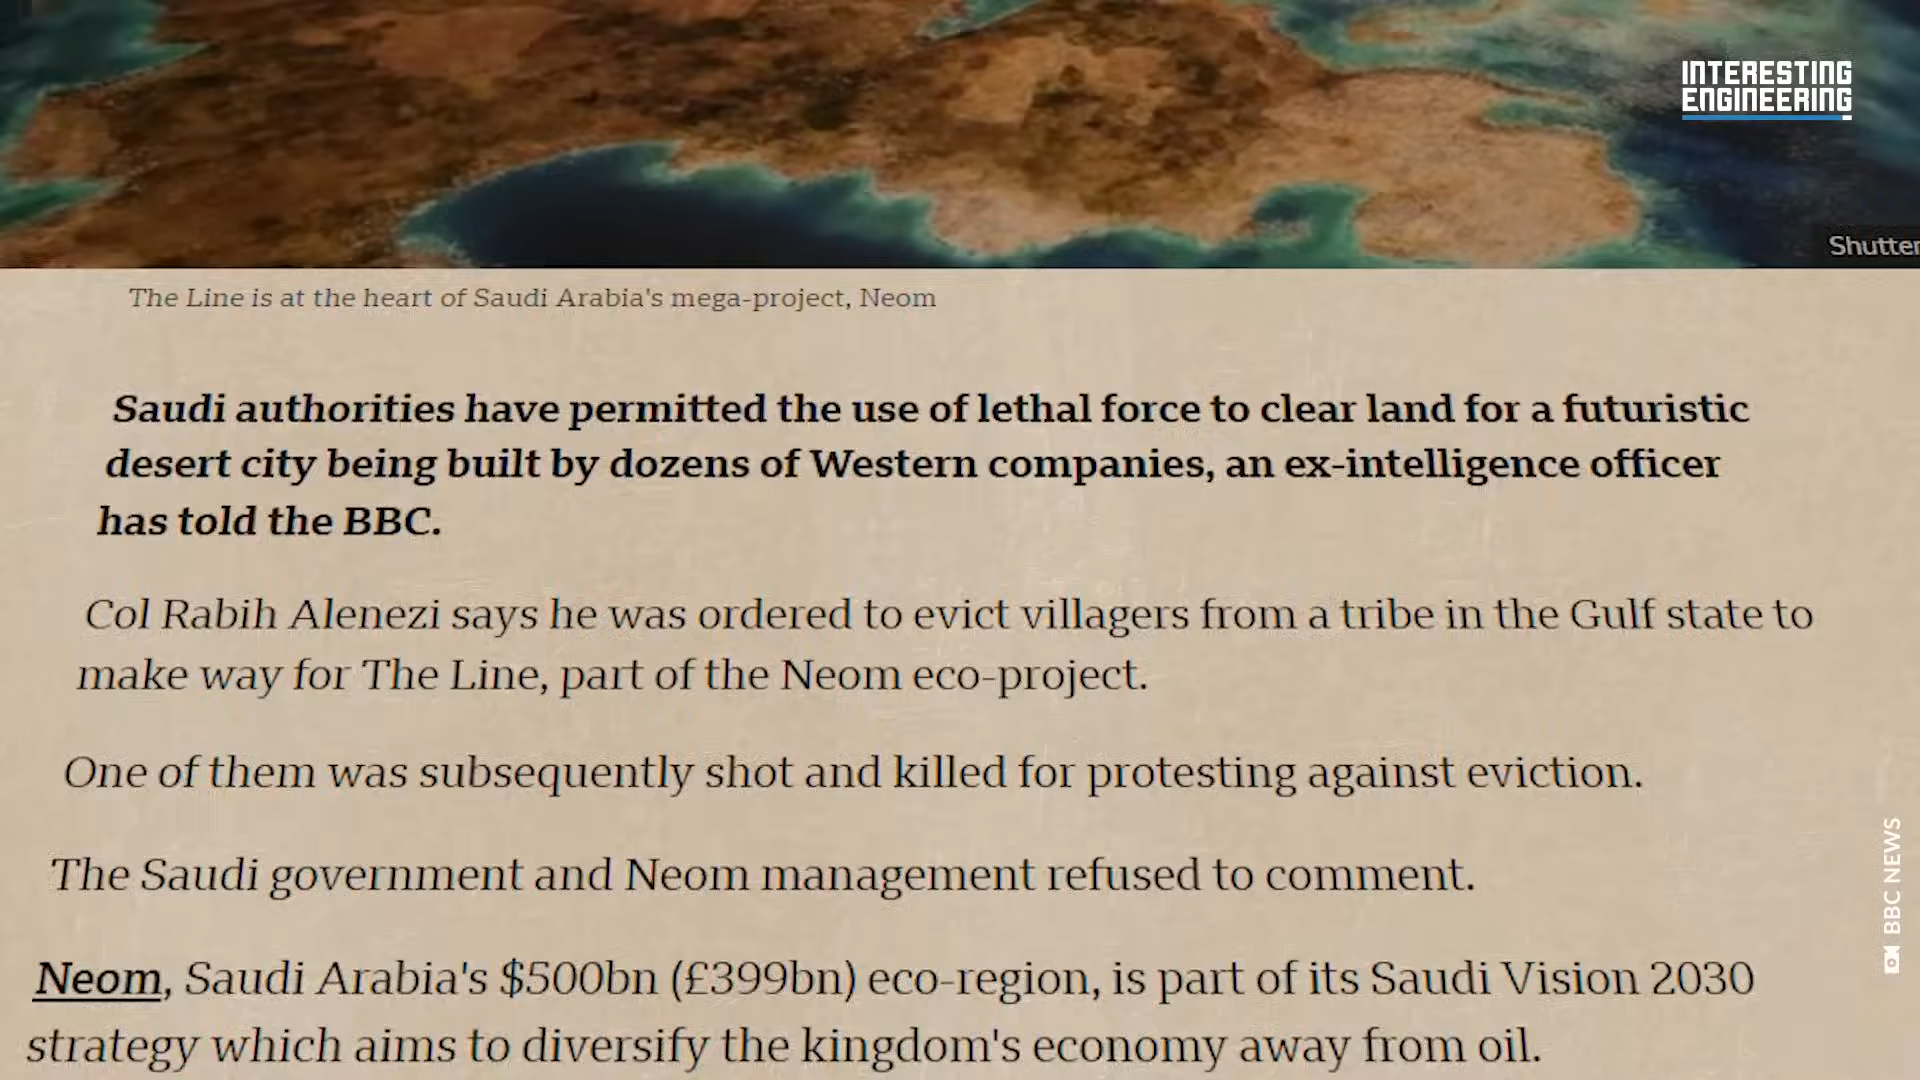 INTERESTING
ENGINEERING
Shutter
The Line is at the heart of Saudi Arabia's mega-project, Neom
Saudi authorities have permitted the use of lethal force to clear land for a futuristic
desert city being built by dozens of Western companies, an ex-intelligence officer
has told the BBC.
Col Rabih Alenezi says he was ordered to evict villagers from a tribe in the Gulf state to
make way for The Line, part of the Neom eco-project.
One of them was subsequently shot and killed for protesting against eviction.
The Saudi government and Neom management refused to comment.
Neom, Saudi Arabia's $500bn (£399bn) eco-region, is part of its Saudi Vision 2030
strategy which aims to diversify the kingdom's economy away from oil.
BBC NEWS